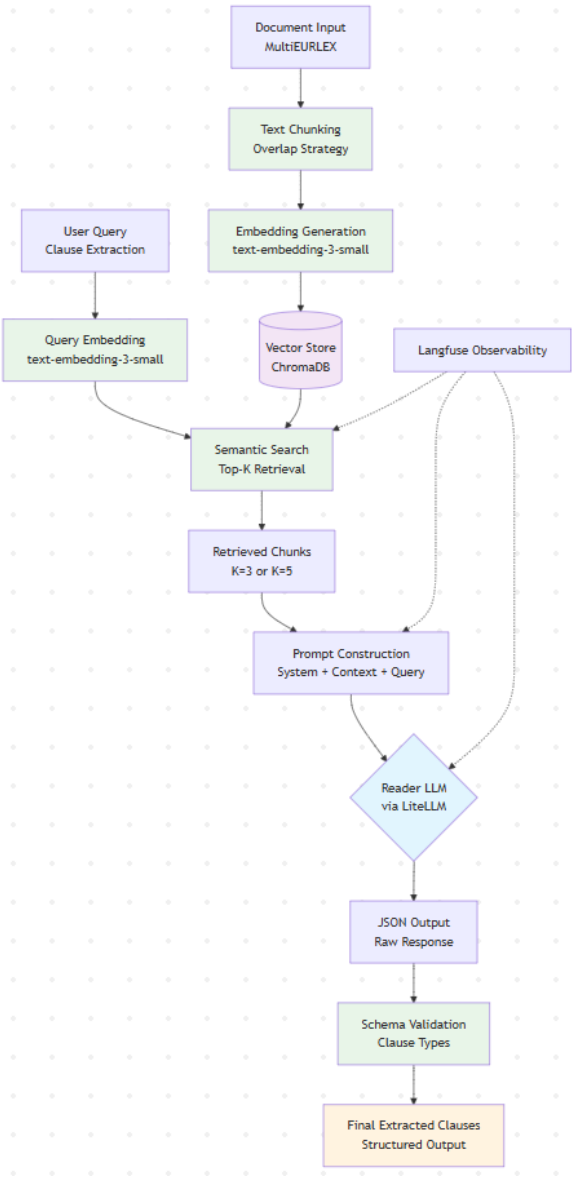 Document Input
MultiEURLEX
Text Chunking
Overlap Strategy
User Query
Clause Extraction
Embedding Generation
text-embedding-3-small
Query Embedding
text-embedding-3-small
Vector Store
ChromaDB
Langfuse Observability
Semantic Search
Top-K Retrieval
Retrieved Chunks
K=3 or K=5
Prompt Construction
System + Context + Query
Reader LLM
via LiteLLM
JSON Output
Raw Response
Schema Validation
Clause Types
Final Extracted Clauses
Structured Output